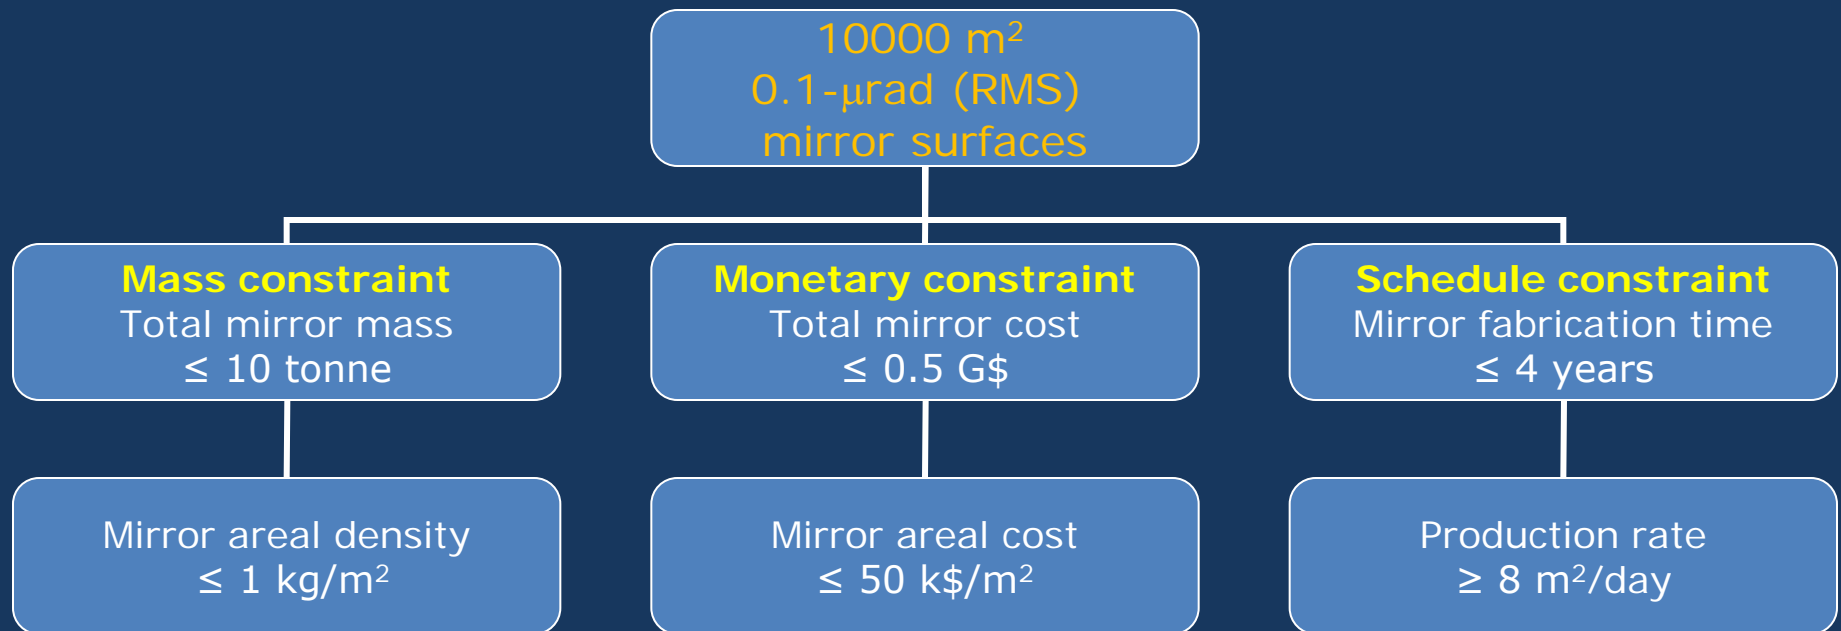 10000 m²
0.1-μrad (RMS)
mirror surfaces
Mass constraint
Total mirror mass
≤ 10 tonne
Monetary constraint
Total mirror cost
≤ 0.5 G$
Schedule constraint
Mirror fabrication time
≤ 4 years
Mirror areal density
≤ 1 kg/m²
Mirror areal cost
≤ 50 k$/m²
Production rate
≥ 8 m²/day